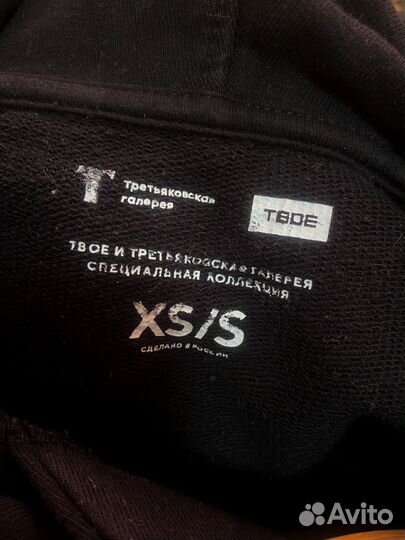 Т Третьяковская
галерея
ТВОЕ
ТВОЕ И ТРЕТЬЯКОВСКАЯ ГАЛЕРЕЯ
СПЕЦИАЛЬНАЯ КОЛЛЕКЦИЯ
XS/S
СДЕЛАНО В РОССИИ
Avito